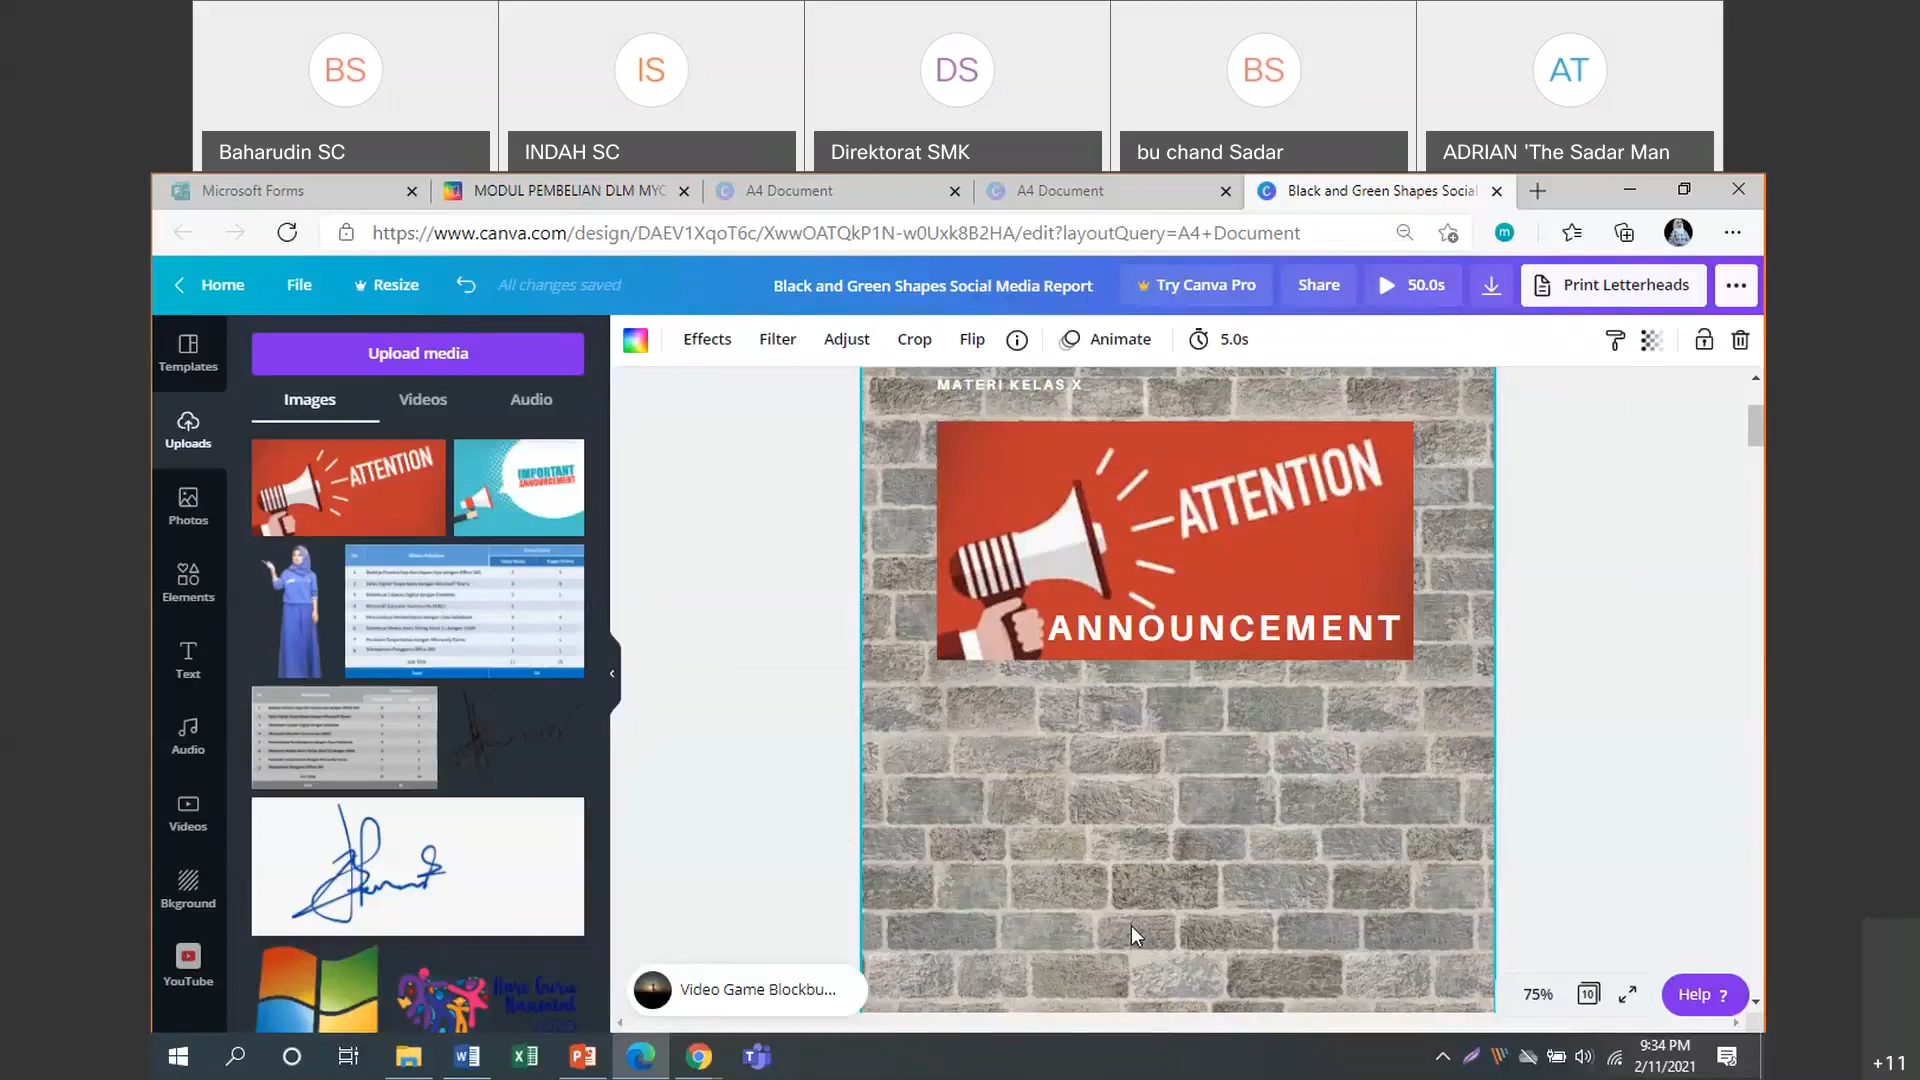 BS
IS
DS
BS
AT
Baharudin SC
INDAH SC
Direktorat SMK
bu chand Sadar
ADRIAN 'The Sadar Man
Microsoft Forms
MODUL PEMBELIAN DLM MYC
A4 Document
A4 Document
Black and Green Shapes Social
https://www.canva.com/design/DAEV1XqoT6c/XwwOATQkP1N-w0Uxk8B2HA/edit?layoutQuery=A4+Document
m
Home
File
Resize
All changes saved
Black and Green Shapes Social Media Report
Try Canva Pro
Share
50.0s
Print Letterheads
Templates
Uploads
Photos
Elements
Text
Audio
Videos
Bkground
YouTube
Upload media
Images
Videos
Audio
ATTENTION
IMPORTANT
ANNOUNCEMENT
Hari Guru
Nasional
2020
Effects
Filter
Adjust
Crop
Flip
Animate
5.0s
MATERI KELAS X
ATTENTION
ANNOUNCEMENT
Video Game Blockbu...
75%
10
Help ?
9:34 PM
2/11/2021
+11